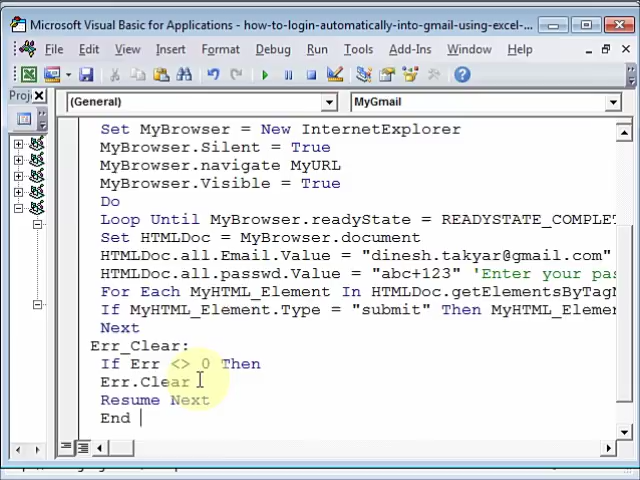 Microsoft Visual Basic for Applications - how-to-login-automatically-into-gmail-using-excel-...
File Edit View Insert Format Debug Run Tools Add-Ins Window Help
Proj
(General) MyGmail
Set MyBrowser = New InternetExplorer
MyBrowser.Silent = True
MyBrowser.navigate MyURL
MyBrowser.Visible = True
Do
Loop Until MyBrowser.readyState = READYSTATE_COMPLET
Set HTMLDoc = MyBrowser.document
HTMLDoc.all.Email.Value = "dinesh.takyar@gmail.com"
HTMLDoc.all.passwd.Value = "abc+123" 'Enter your pas
For Each MyHTML_Element In HTMLDoc.getElementsByTagN
If MyHTML_Element.Type = "submit" Then MyHTML_Elemen
Next
Err_Clear:
If Err <> 0 Then
Err.Clear
Resume Next
End